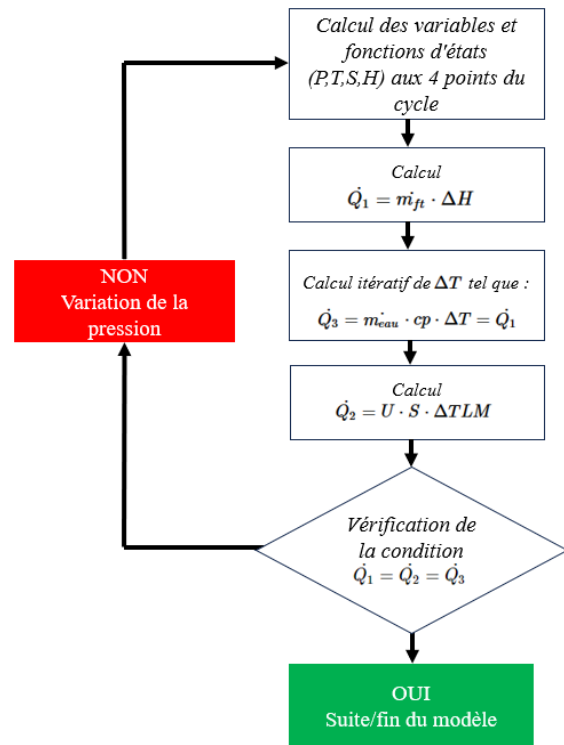 Calcul des variables et
fonctions d'états
(P,T,S,H) aux 4 points du
cycle
Calcul
Q̇₁ = ṁ_ft · ΔH
NON
Variation de la
pression
Calcul itératif de ΔT tel que :
Q̇₃ = ṁ_eau · cp · ΔT = Q̇₁
Calcul
Q̇₂ = U · S · ΔTLM
Vérification de
la condition
Q̇₁ = Q̇₂ = Q̇₃
OUI
Suite/fin du modèle